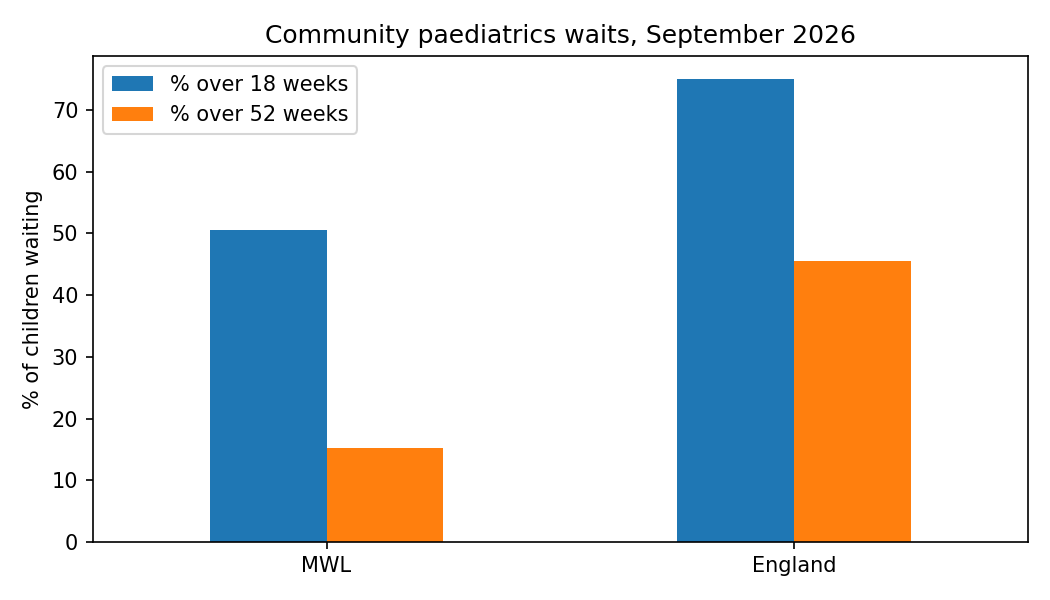 Community paediatrics waits, September 2026
% over 18 weeks
% over 52 weeks
% of children waiting
70
60
50
40
30
20
10
0
MWL
England